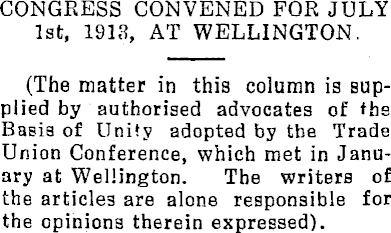 CONGRESS CONVENED FOR JULY
1st, 1913, AT WELLINGTON.
(The matter in this column is sup-
plied by authorised advocates of the
Basis of Unity adopted by the Trade
Union Conference, which met in Janu-
ary at Wellington. The writers of
the articles are alone responsible for
the opinions therein expressed).